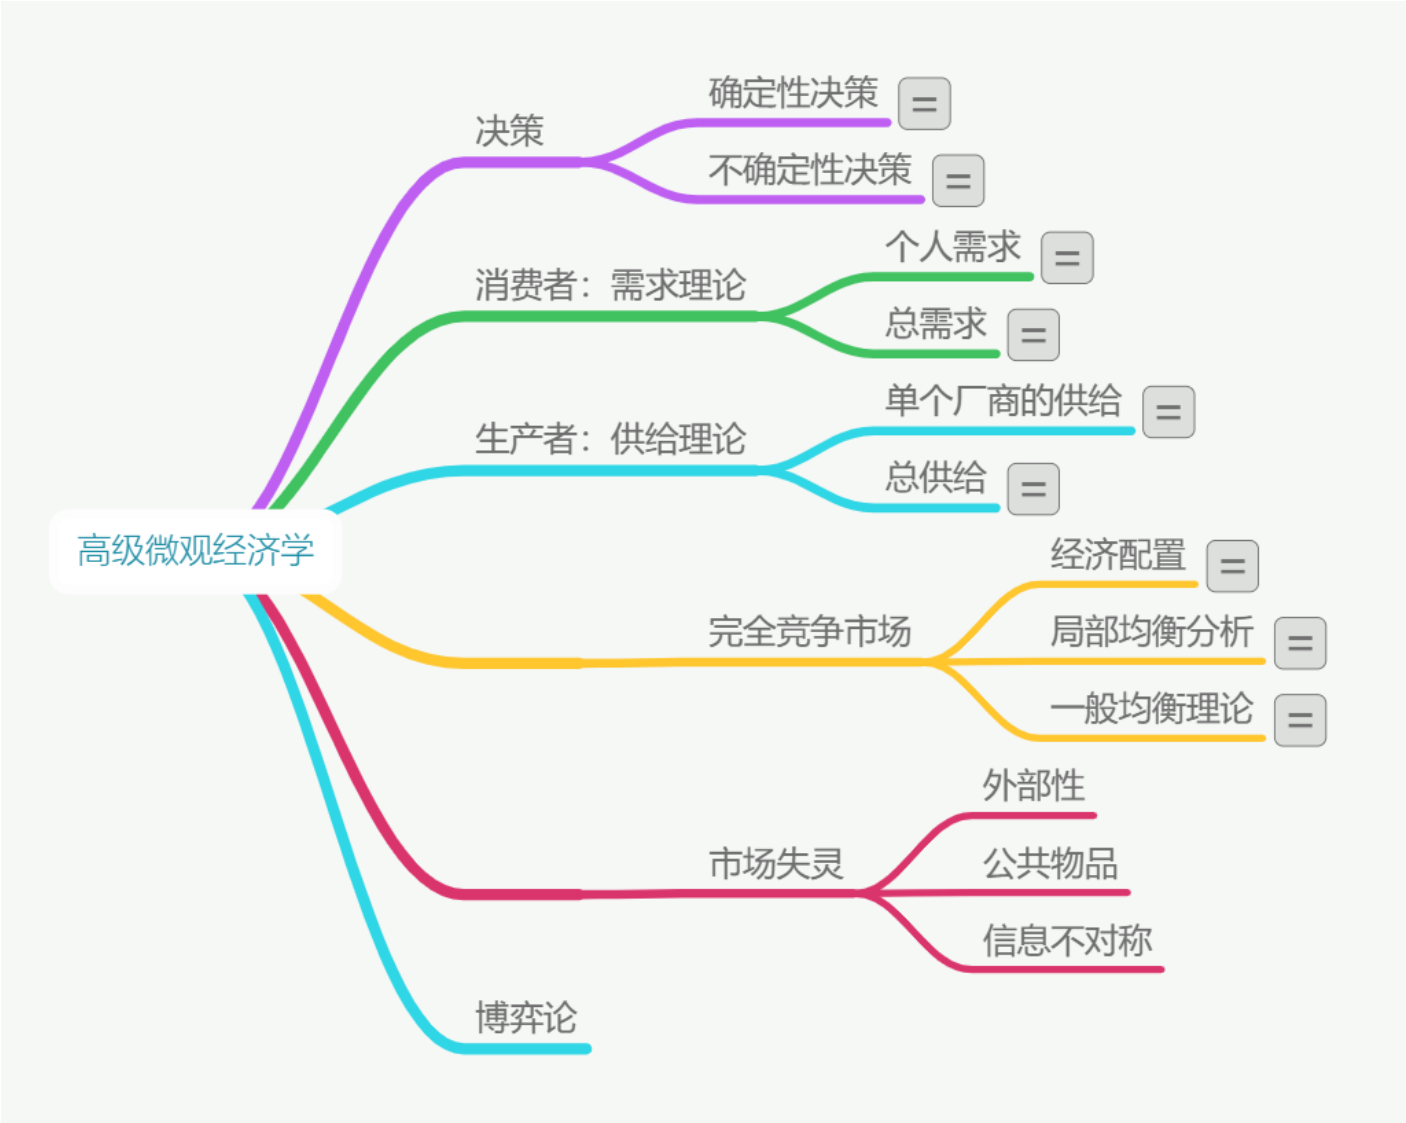 确定性决策
决策
不确定性决策
个人需求
消费者：需求理论
总需求
单个厂商的供给
生产者：供给理论
总供给
高级微观经济学
经济配置
完全竞争市场
局部均衡分析
一般均衡理论
外部性
市场失灵
公共物品
信息不对称
博弈论